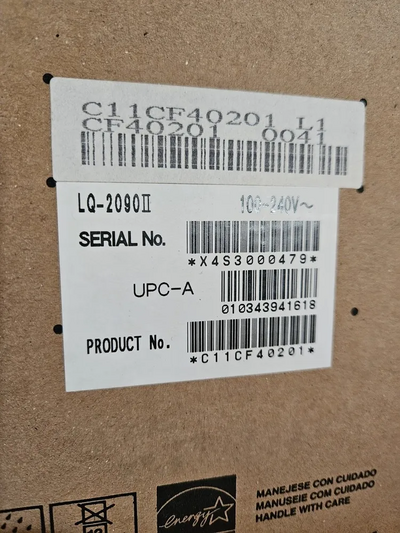 C11CF40201 L1
CF40201 0041
LQ-2090Ⅱ 100-240V~
SERIAL No.
*X4S3000479*
UPC-A
010343941618
PRODUCT No.
*C11CF40201*
energy
MANEJESE CON CUIDADO
MANUSEIE COM CUIDADO
HANDLE WITH CARE